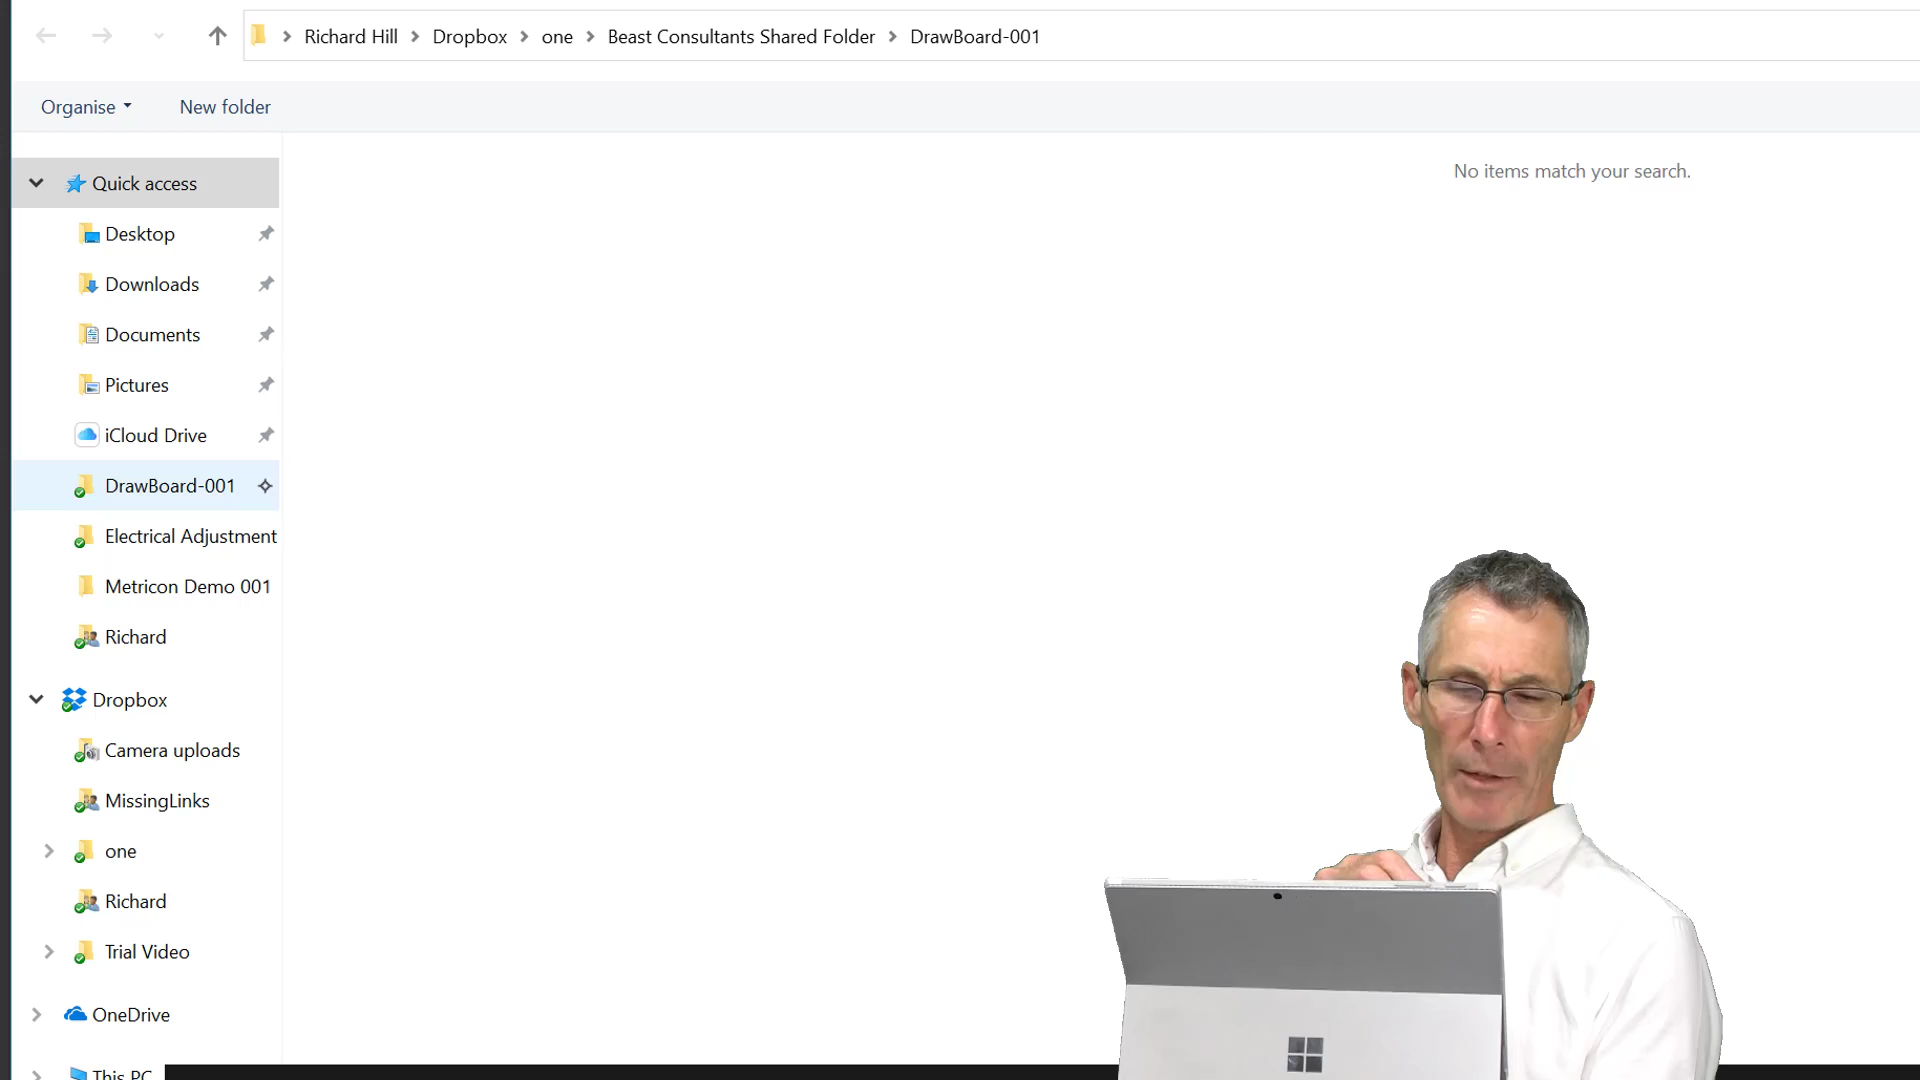 Richard Hill > Dropbox > one > Beast Consultants Shared Folder > DrawBoard-001
Organise New folder
No items match your search.
Quick access
Desktop
Downloads
Documents
Pictures
iCloud Drive
DrawBoard-001
Electrical Adjustment
Metricon Demo 001
Richard
Dropbox
Camera uploads
MissingLinks
one
Richard
Trial Video
OneDrive
This PC